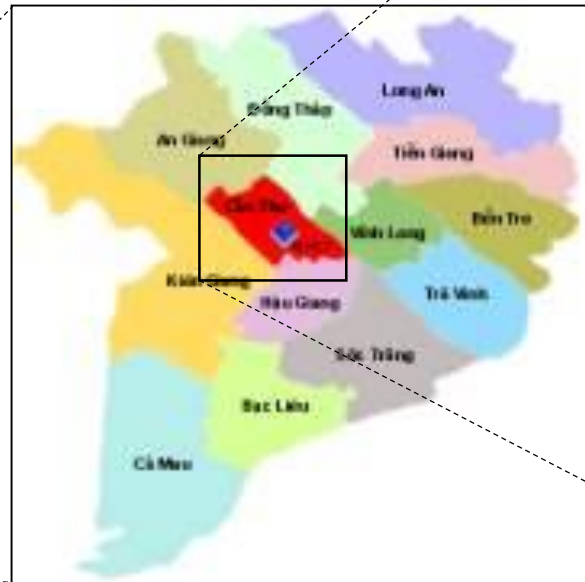 Long An
Đồng Tháp
An Giang
Tiền Giang
Cần Thơ
Bến Tre
Vĩnh Long
Kiên Giang
Trà Vinh
Hậu Giang
Sóc Trăng
Bạc Liêu
Cà Mau